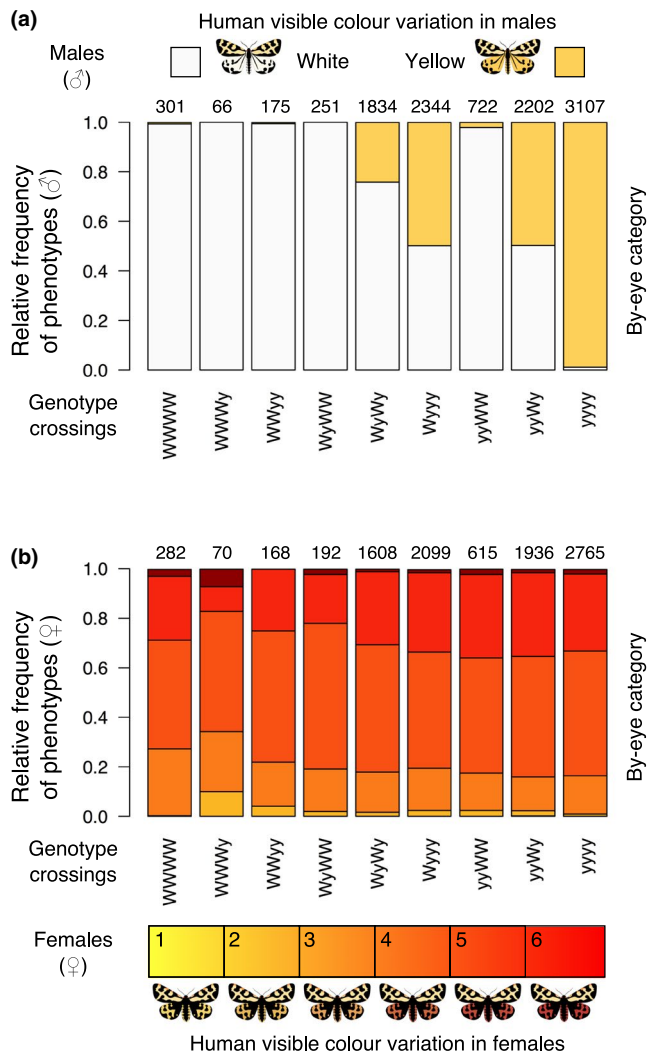 (a)
Human visible colour variation in males
Males
(♂)
White
Yellow
301 66 175 251 1834 2344 722 2202 3107
1.0
0.8
0.6
0.4
0.2
0.0
Relative frequency
of phenotypes (♂)
By-eye category
Genotype
crossings
WWWW WWWy WWyy WyWW WyWy Wyyy yyWW yyWy yyyy
(b)
282 70 168 192 1608 2099 615 1936 2765
1.0
0.8
0.6
0.4
0.2
0.0
Relative frequency
of phenotypes (♀)
By-eye category
Genotype
crossings
WWWW WWWy WWyy WyWW WyWy Wyyy yyWW yyWy yyyy
Females
(♀)
1 2 3 4 5 6
Human visible colour variation in females